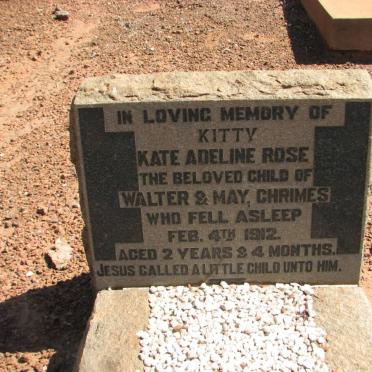 IN LOVING MEMORY OF
KITTY
KATE ADELINE ROSE
THE BELOVED CHILD OF
WALTER & MAY, CHRIMES
WHO FELL ASLEEP
FEB. 4TH 1912.
AGED 2 YEARS & 4 MONTHS.
JESUS CALLED A LITTLE CHILD UNTO HIM.